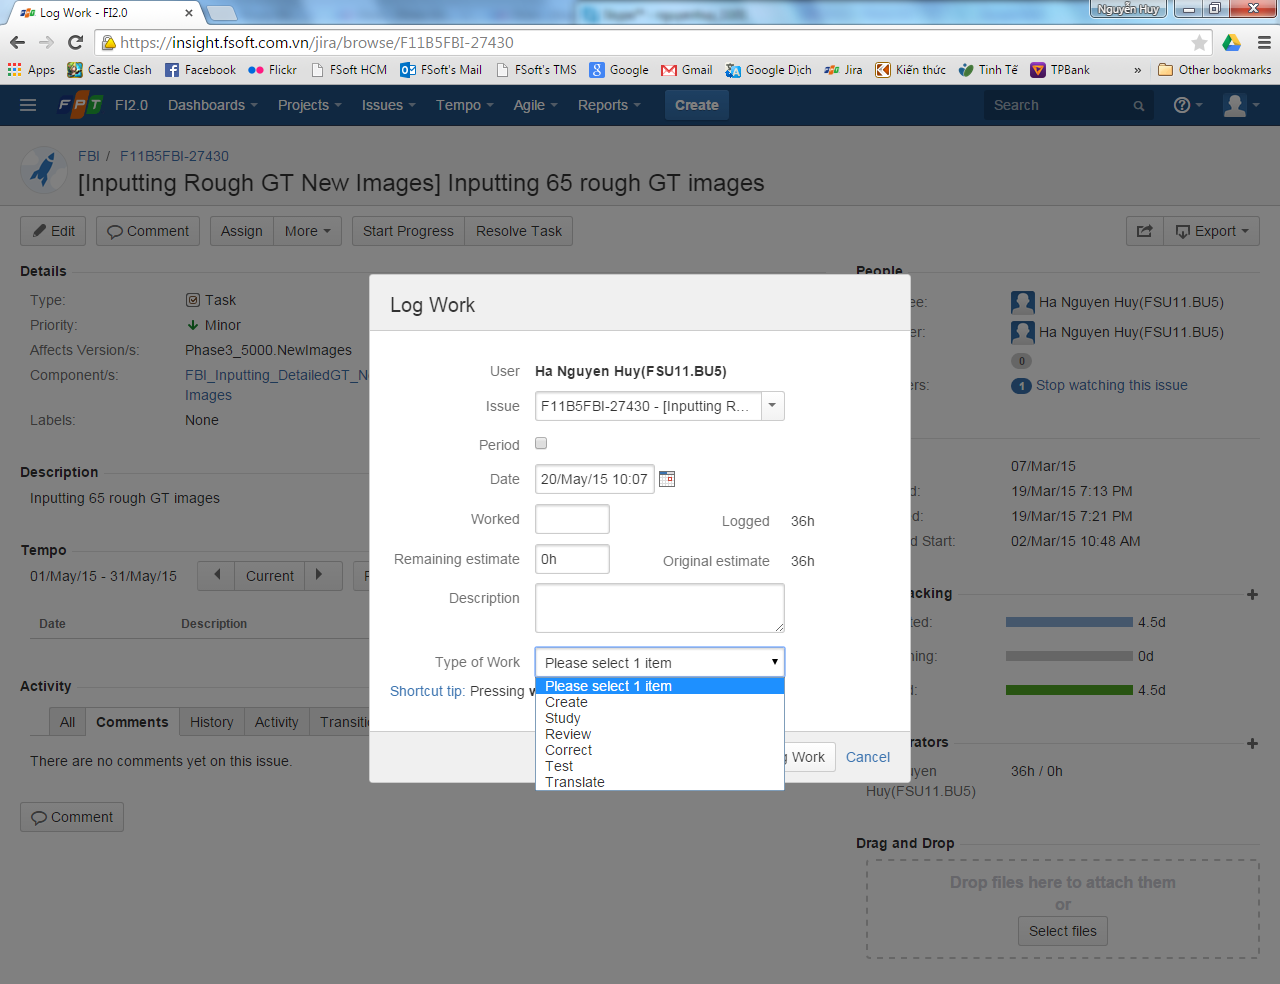 Log Work - FI2.0
Nguyễn Huy
https://insight.fsoft.com.vn/jira/browse/F11B5FBI-27430
Apps Castle Clash Facebook Flickr FSoft HCM FSoft's Mail FSoft's TMS Google Gmail Google Dịch Jira Kiến thức Tinh Tế TPBank » Other bookmarks
FPT FI2.0 Dashboards Projects Issues Tempo Agile Reports Create Search
FBI / F11B5FBI-27430
[Inputting Rough GT New Images] Inputting 65 rough GT images
Edit Comment Assign More Start Progress Resolve Task Export
Details
Type: Task
Priority: Minor
Affects Version/s: Phase3_5000.NewImages
Component/s: FBI_Inputting_DetailedGT_N
Images
Labels: None
Description
Inputting 65 rough GT images
Tempo
01/May/15 - 31/May/15 Current
Date Description
Activity
All Comments History Activity Transiti
There are no comments yet on this issue.
Comment
Log Work
User Ha Nguyen Huy(FSU11.BU5)
Issue F11B5FBI-27430 - [Inputting R...
Period
Date 20/May/15 10:07
Worked Logged 36h
Remaining estimate 0h Original estimate 36h
Description
Type of Work Please select 1 item
Please select 1 item
Create
Study
Review
Correct
Test
Translate
Shortcut tip: Pressing w
Work Cancel
People
ee: Ha Nguyen Huy(FSU11.BU5)
er: Ha Nguyen Huy(FSU11.BU5)
0
ers: 1 Stop watching this issue
07/Mar/15
d: 19/Mar/15 7:13 PM
d: 19/Mar/15 7:21 PM
d Start: 02/Mar/15 10:48 AM
acking
ted: 4.5d
ning: 0d
d: 4.5d
rators
uyen 36h / 0h
Huy(FSU11.BU5)
Drag and Drop
Drop files here to attach them
or
Select files